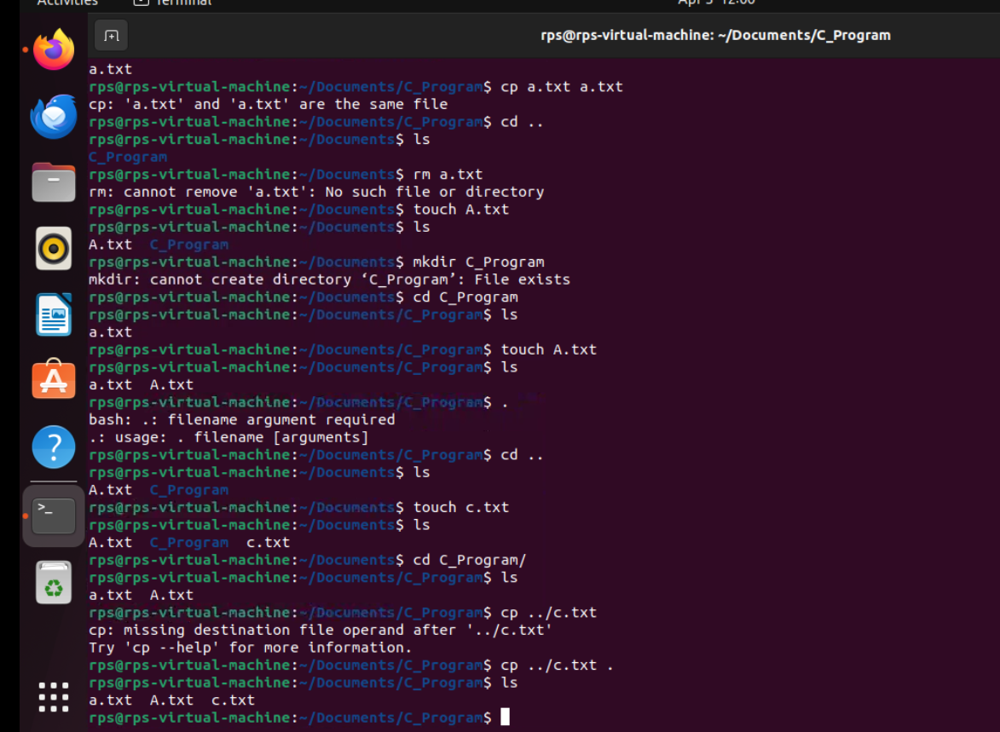 Activities Terminal Apr 5 12:00
rps@rps-virtual-machine: ~/Documents/C_Program
a.txt
rps@rps-virtual-machine:~/Documents/C_Program$ cp a.txt a.txt
cp: 'a.txt' and 'a.txt' are the same file
rps@rps-virtual-machine:~/Documents/C_Program$ cd ..
rps@rps-virtual-machine:~/Documents$ ls
C_Program
rps@rps-virtual-machine:~/Documents$ rm a.txt
rm: cannot remove 'a.txt': No such file or directory
rps@rps-virtual-machine:~/Documents$ touch A.txt
rps@rps-virtual-machine:~/Documents$ ls
A.txt  C_Program
rps@rps-virtual-machine:~/Documents$ mkdir C_Program
mkdir: cannot create directory ‘C_Program’: File exists
rps@rps-virtual-machine:~/Documents$ cd C_Program
rps@rps-virtual-machine:~/Documents/C_Program$ ls
a.txt
rps@rps-virtual-machine:~/Documents/C_Program$ touch A.txt
rps@rps-virtual-machine:~/Documents/C_Program$ ls
a.txt  A.txt
rps@rps-virtual-machine:~/Documents/C_Program$ .
bash: .: filename argument required
.: usage: . filename [arguments]
rps@rps-virtual-machine:~/Documents/C_Program$ cd ..
rps@rps-virtual-machine:~/Documents$ ls
A.txt  C_Program
rps@rps-virtual-machine:~/Documents$ touch c.txt
rps@rps-virtual-machine:~/Documents$ ls
A.txt  C_Program  c.txt
rps@rps-virtual-machine:~/Documents$ cd C_Program/
rps@rps-virtual-machine:~/Documents/C_Program$ ls
a.txt  A.txt
rps@rps-virtual-machine:~/Documents/C_Program$ cp ../c.txt
cp: missing destination file operand after '../c.txt'
Try 'cp --help' for more information.
rps@rps-virtual-machine:~/Documents/C_Program$ cp ../c.txt .
rps@rps-virtual-machine:~/Documents/C_Program$ ls
a.txt  A.txt  c.txt
rps@rps-virtual-machine:~/Documents/C_Program$